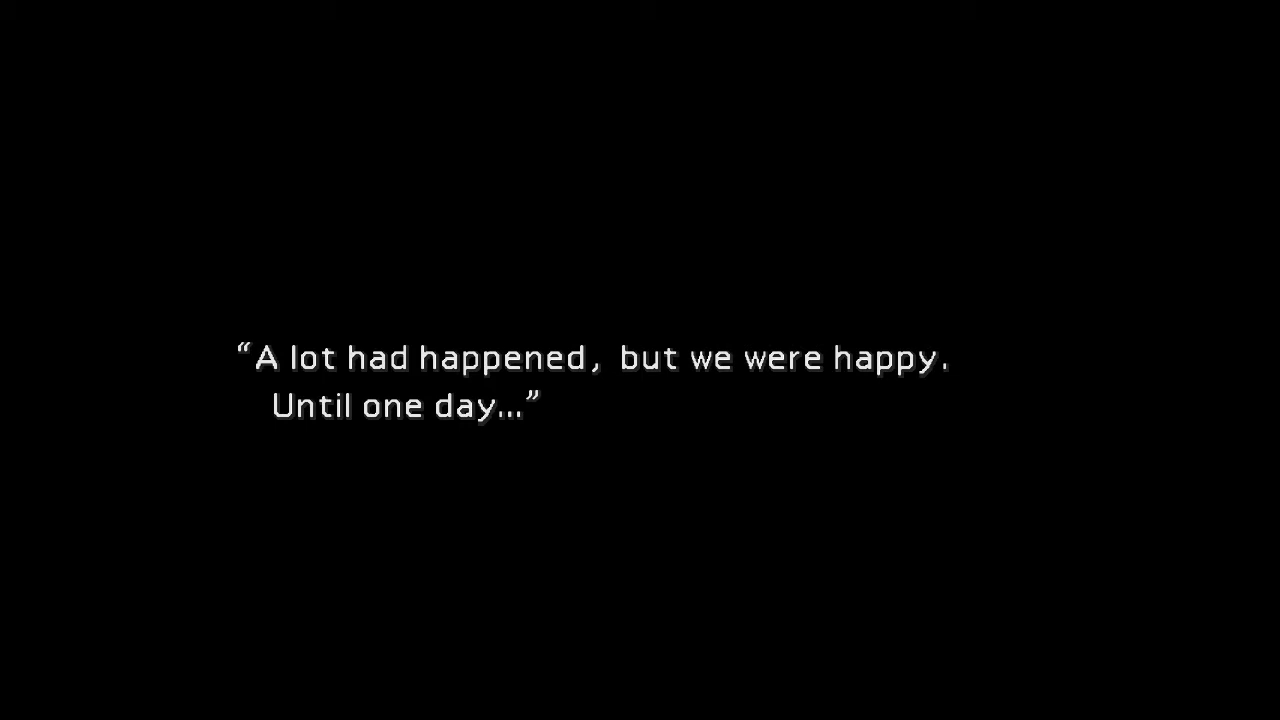 “A lot had happened, but we were happy.
Until one day...”